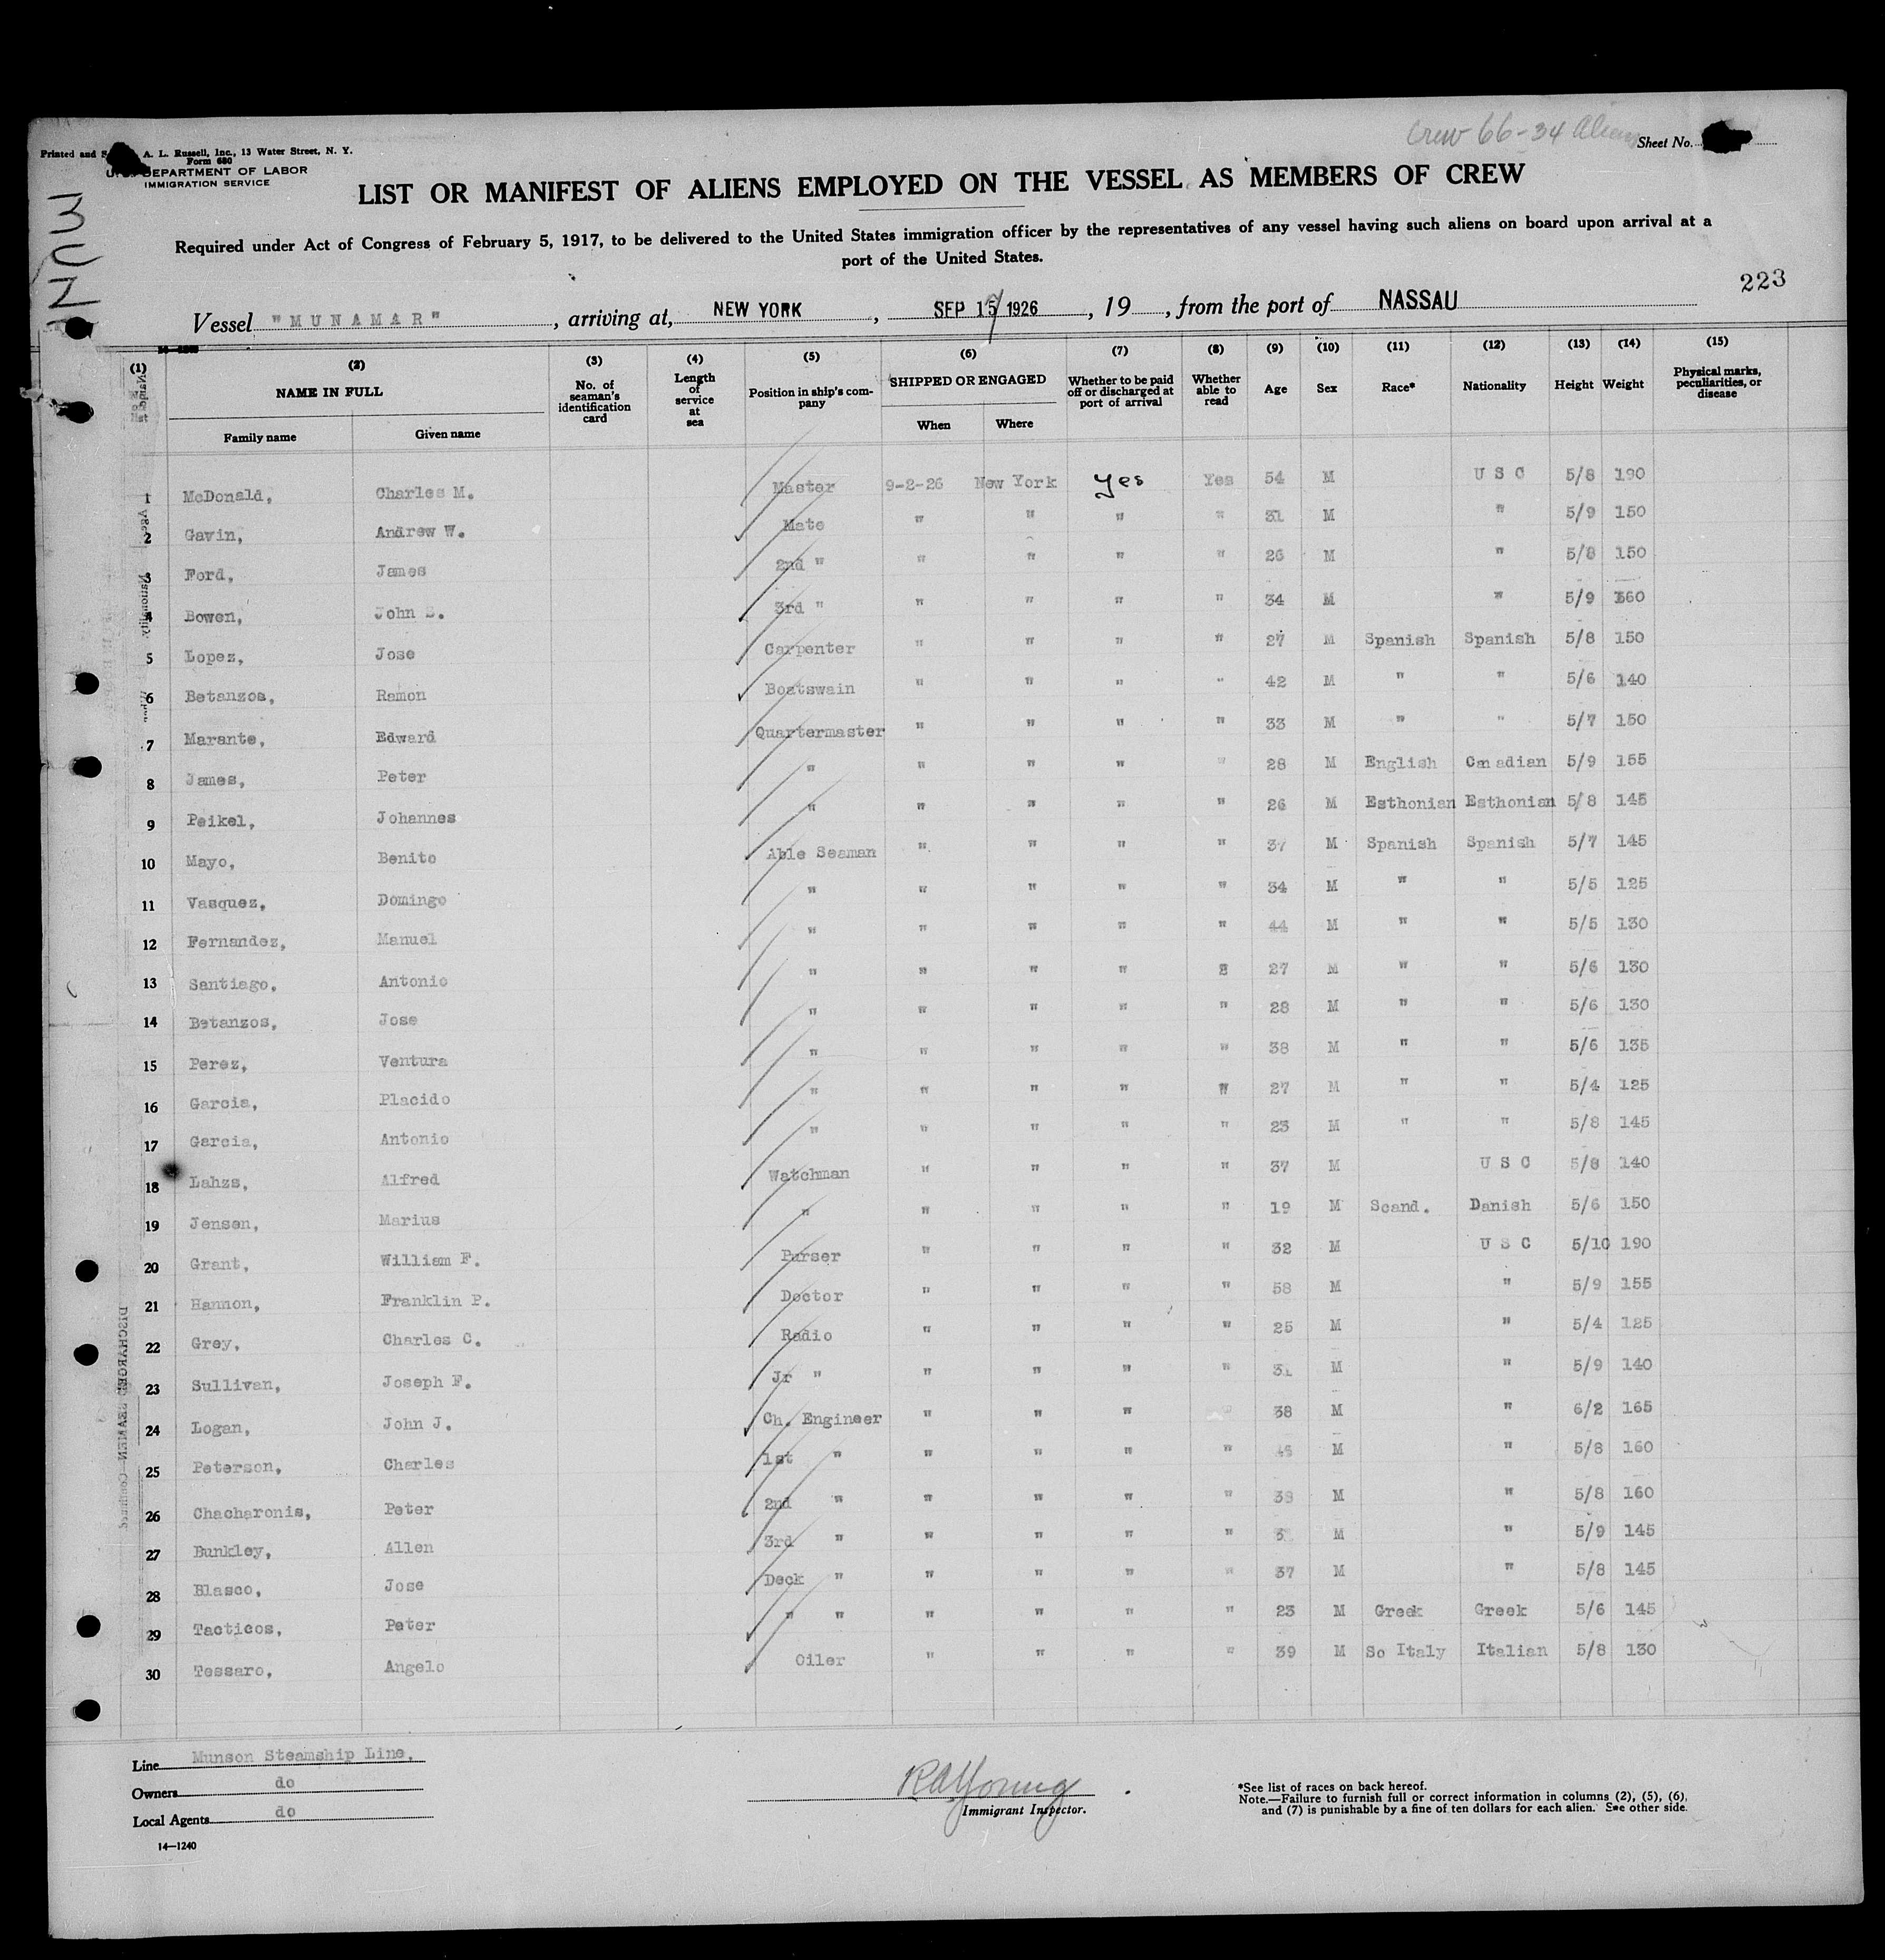 Crew 66-34 Aliens
Sheet No.
Printed and S A. L. Russell, Inc., 13 Water Street, N. Y.
Form 680
U. S. DEPARTMENT OF LABOR
IMMIGRATION SERVICE
MUN
LIST OR MANIFEST OF ALIENS EMPLOYED ON THE VESSEL AS MEMBERS OF CREW
Required under Act of Congress of February 5, 1917, to be delivered to the United States immigration officer by the representatives of any vessel having such aliens on board upon arrival at a
port of the United States.
223
Vessel "MUNAMAR", arriving at, NEW YORK, SEP 15 1926, 19 , from the port of NASSAU
(1) (2) (3) (4) (5) (6) (7) (8) (9) (10) (11) (12) (13) (14) (15)
NAME IN FULL
Family name Given name
No. of seaman's identification card
Length of service at sea
Position in ship's company
SHIPPED OR ENGAGED
When Where
Whether to be paid off or discharged at port of arrival
Whether able to read
Age Sex Race* Nationality Height Weight
Physical marks, peculiarities, or disease
1 McDonald, Charles M. Master 9-2-26 New York yes Yes 54 M U S C 5/8 190
2 Gavin, Andrew W. Mate " " " " 31 M " 5/9 150
3 Ford, James 2nd " " " " " 26 M " 5/8 150
4 Bowen, John S. 3rd " " " " " 34 M " 5/9 160
5 Lopez, Jose Carpenter " " " " 27 M Spanish Spanish 5/8 150
6 Betanzos, Ramon Boatswain " " " " 42 M " " 5/6 140
7 Marante, Edward Quartermaster " " " " 33 M " " 5/7 150
8 James, Peter " " " " " 28 M English Canadian 5/9 155
9 Peikel, Johannes " " " " " 26 M Esthonian Esthonian 5/8 145
10 Mayo, Benito Able Seaman " " " " 37 M Spanish Spanish 5/7 145
11 Vasquez, Domingo " " " " " 34 M " " 5/5 125
12 Fernandez, Manuel " " " " " 44 M " " 5/5 130
13 Santiago, Antonio " " " " " 27 M " " 5/6 130
14 Betanzos, Jose " " " " " 28 M " " 5/6 130
15 Perez, Ventura " " " " " 38 M " " 5/6 135
16 Garcia, Placido " " " " " 27 M " " 5/4 125
17 Garcia, Antonio " " " " " 23 M " " 5/8 145
18 Lahzs, Alfred Watchman " " " " 37 M U S C 5/8 140
19 Jensen, Marius " " " " " 19 M Scand. Danish 5/6 150
20 Grant, William F. Purser " " " " 32 M U S C 5/10 190
21 Hannon, Franklin P. Doctor " " " " 58 M " 5/9 155
22 Grey, Charles C. Radio " " " " 25 M " 5/4 125
23 Sullivan, Joseph F. Jr " " " " " 31 M " 5/9 140
24 Logan, John J. Ch. Engineer " " " 38 M " 6/2 165
25 Peterson, Charles 1st " " " " " M " 5/8 160
26 Chacharonis, Peter 2nd " " " " " 38 M " 5/8 160
27 Bunkley, Allen 3rd " " " " " M " 5/9 145
28 Blasco, Jose Deck " " " " " 37 M " 5/8 145
29 Tacticos, Peter " " " " " " 23 M Greek Greek 5/6 145
30 Tessaro, Angelo Oiler " " " " 39 M So Italy Italian 5/8 130
Line Munson Steamship Line,
Owners do
Local Agents do
14—1240
R A Young
Immigrant Inspector.
*See list of races on back hereof.
Note.—Failure to furnish full or correct information in columns (2), (5), (6),
and (7) is punishable by a fine of ten dollars for each alien. See other side.